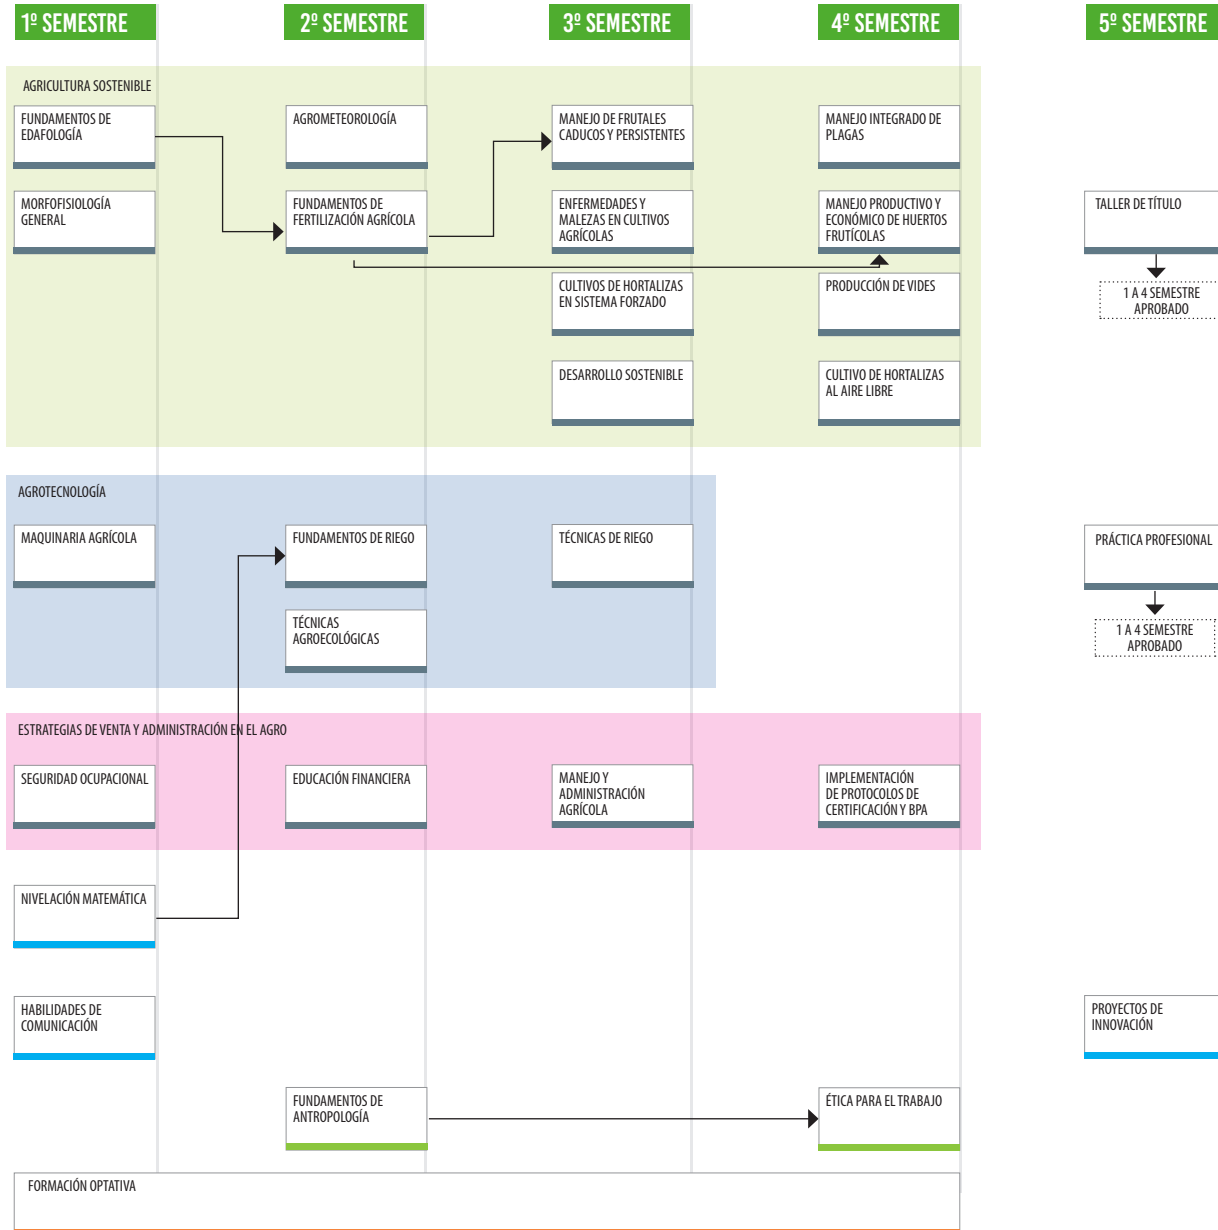 1º SEMESTRE
2º SEMESTRE
3º SEMESTRE
4º SEMESTRE
5º SEMESTRE
AGRICULTURA SOSTENIBLE
FUNDAMENTOS DE
EDAFOLOGÍA
AGROMETEOROLOGÍA
MANEJO DE FRUTALES
CADUCOS Y PERSISTENTES
MANEJO INTEGRADO DE
PLAGAS
MORFOFISIOLOGÍA
GENERAL
FUNDAMENTOS DE
FERTILIZACIÓN AGRÍCOLA
ENFERMEDADES Y
MALEZAS EN CULTIVOS
AGRÍCOLAS
MANEJO PRODUCTIVO Y
ECONÓMICO DE HUERTOS
FRUTÍCOLAS
TALLER DE TÍTULO
1 A 4 SEMESTRE
APROBADO
CULTIVOS DE HORTALIZAS
EN SISTEMA FORZADO
PRODUCCIÓN DE VIDES
DESARROLLO SOSTENIBLE
CULTIVO DE HORTALIZAS
AL AIRE LIBRE
AGROTECNOLOGÍA
MAQUINARIA AGRÍCOLA
FUNDAMENTOS DE RIEGO
TÉCNICAS DE RIEGO
PRÁCTICA PROFESIONAL
1 A 4 SEMESTRE
APROBADO
TÉCNICAS
AGROECOLÓGICAS
ESTRATEGIAS DE VENTA Y ADMINISTRACIÓN EN EL AGRO
SEGURIDAD OCUPACIONAL
EDUCACIÓN FINANCIERA
MANEJO Y
ADMINISTRACIÓN
AGRÍCOLA
IMPLEMENTACIÓN
DE PROTOCOLOS DE
CERTIFICACIÓN Y BPA
NIVELACIÓN MATEMÁTICA
HABILIDADES DE
COMUNICACIÓN
PROYECTOS DE
INNOVACIÓN
FUNDAMENTOS DE
ANTROPOLOGÍA
ÉTICA PARA EL TRABAJO
FORMACIÓN OPTATIVA